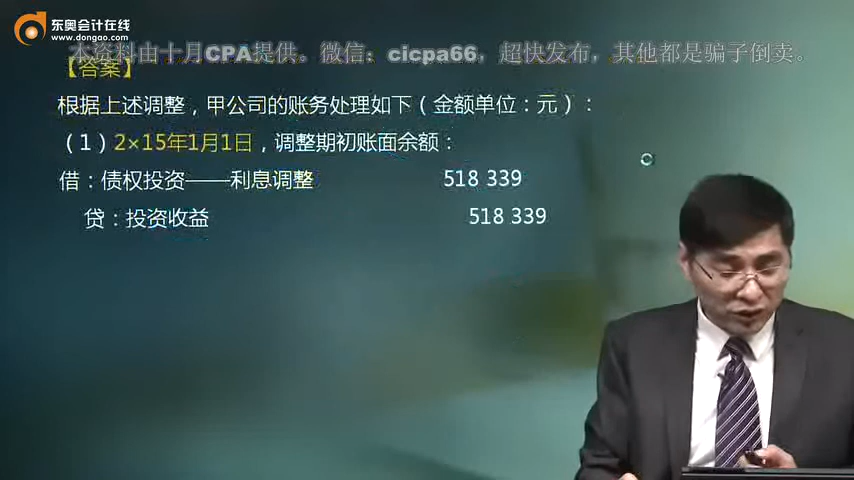 东奥会计在线
www.dongao.com
本资料由十月CPA提供。微信：cicpa66，超快发布，其他都是骗子倒卖。
【答案】
根据上述调整，甲公司的账务处理如下（金额单位：元）：
（1）2×15年1月1日，调整期初账面余额：
借：债权投资——利息调整 518 339
贷：投资收益 518 339